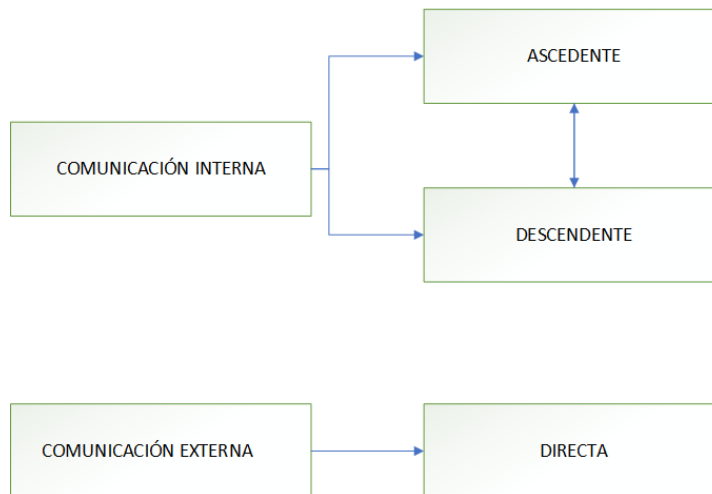 ASCEDENTE
COMUNICACIÓN INTERNA
DESCENDENTE
COMUNICACIÓN EXTERNA
DIRECTA